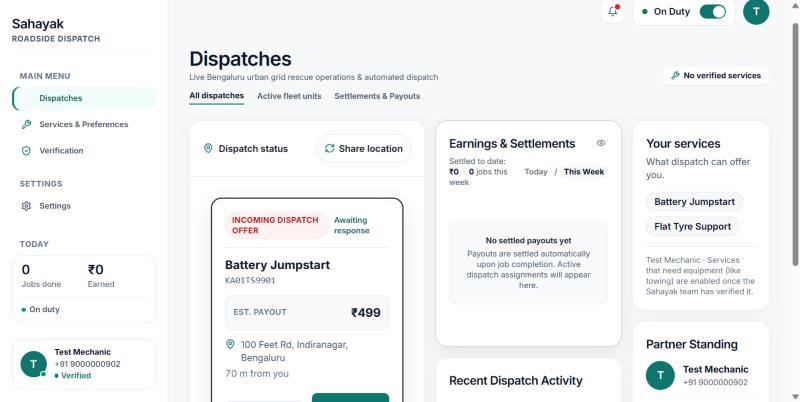 Sahayak
ROADSIDE DISPATCH
MAIN MENU
Dispatches
Services & Preferences
Verification
SETTINGS
Settings
TODAY
0
₹0
Jobs done
Earned
On duty
T
Test Mechanic
+91 9000000902
Verified
On Duty
T
Dispatches
Live Bengaluru urban grid rescue operations & automated dispatch
No verified services
All dispatches
Active fleet units
Settlements & Payouts
Dispatch status
Share location
INCOMING DISPATCH
OFFER
Awaiting
response
Battery Jumpstart
KA01TS9901
EST. PAYOUT
₹499
100 Feet Rd, Indiranagar,
Bengaluru
70 m from you
Earnings & Settlements
Settled to date:
₹0 · 0 jobs this
week
Today / This Week
No settled payouts yet
Payouts are settled automatically
upon job completion. Active
dispatch assignments will appear
here.
Recent Dispatch Activity
Your services
What dispatch can offer
you.
Battery Jumpstart
Flat Tyre Support
Test Mechanic · Services
that need equipment (like
towing) are enabled once the
Sahayak team has verified it.
Partner Standing
T
Test Mechanic
+91 9000000902